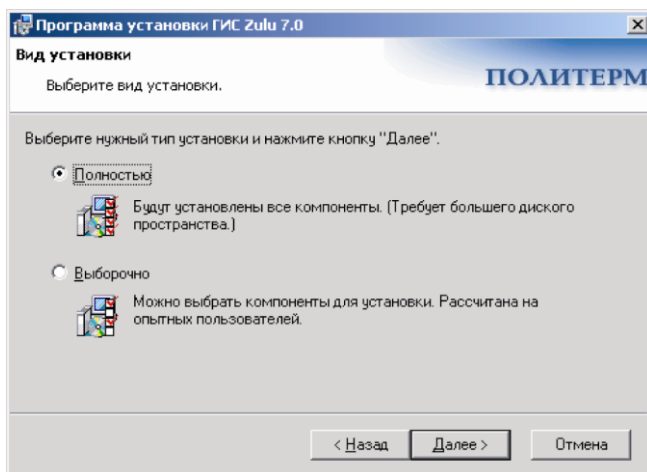 Программа установки ГИС Zulu 7.0
Вид установки
Выберите вид установки.
ПОЛИТЕРМ
Выберите нужный тип установки и нажмите кнопку "Далее".
Полностью
Будут установлены все компоненты. (Требует большего диского
пространства.)
Выборочно
Можно выбрать компоненты для установки. Рассчитана на
опытных пользователей.
< Назад
Далее >
Отмена